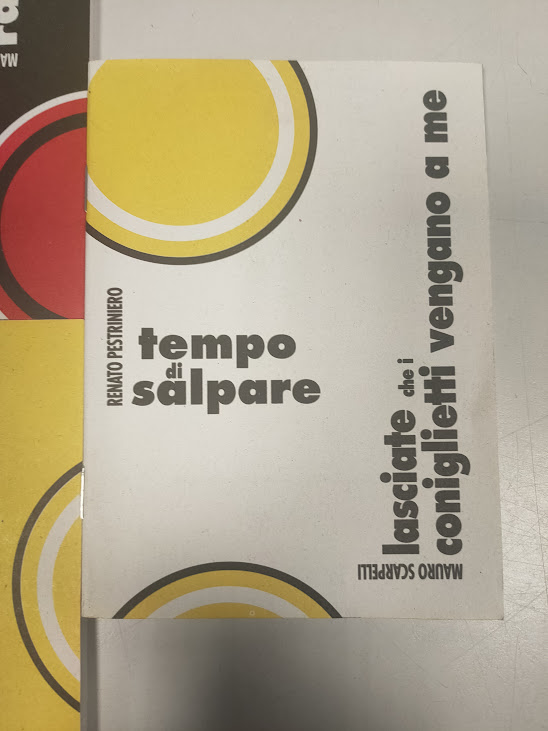 RENATO PESTRINIERO
tempo
di
salpare
MAURO SCARPELLI
lasciate che i
coniglietti vengano a me